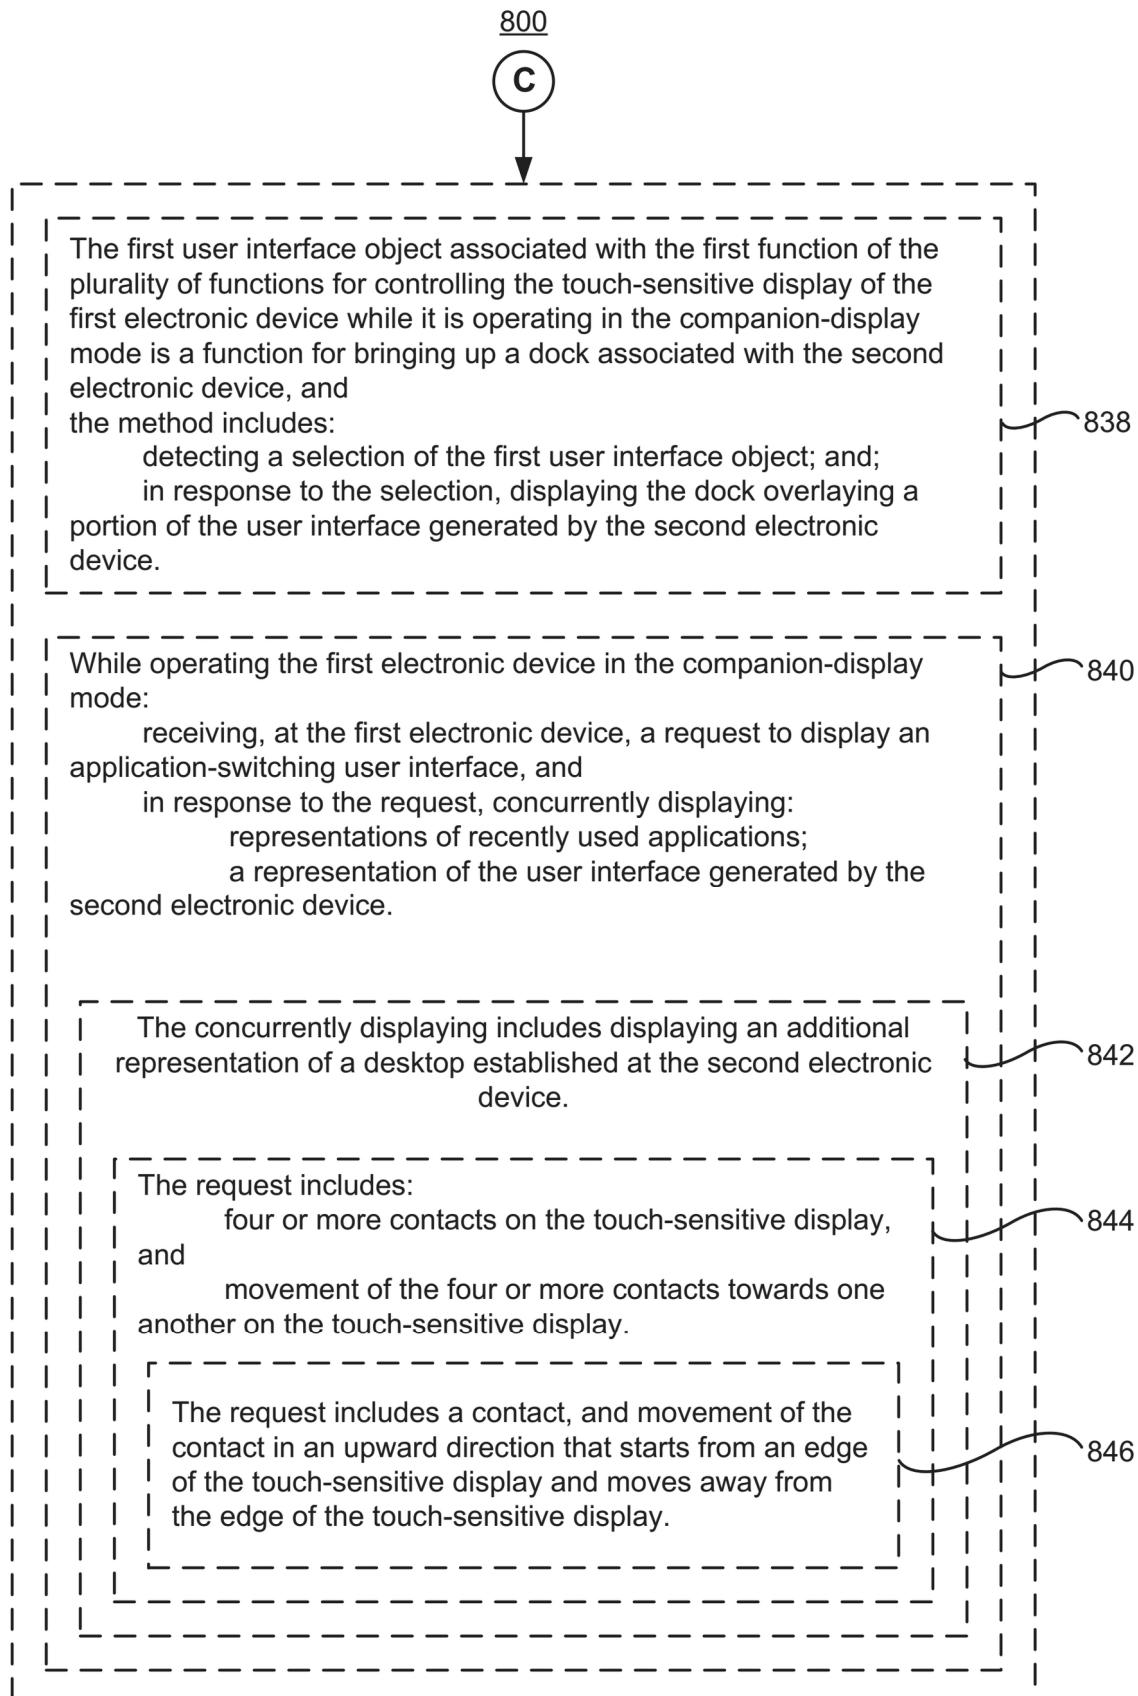 800
C
The first user interface object associated with the first function of the
plurality of functions for controlling the touch-sensitive display of the
first electronic device while it is operating in the companion-display
mode is a function for bringing up a dock associated with the second
electronic device, and
the method includes:
detecting a selection of the first user interface object; and;
in response to the selection, displaying the dock overlaying a
portion of the user interface generated by the second electronic
device.
838
While operating the first electronic device in the companion-display
mode:
receiving, at the first electronic device, a request to display an
application-switching user interface, and
in response to the request, concurrently displaying:
representations of recently used applications;
a representation of the user interface generated by the
second electronic device.
840
The concurrently displaying includes displaying an additional
representation of a desktop established at the second electronic
device.
842
The request includes:
four or more contacts on the touch-sensitive display,
and
movement of the four or more contacts towards one
another on the touch-sensitive display.
844
The request includes a contact, and movement of the
contact in an upward direction that starts from an edge
of the touch-sensitive display and moves away from
the edge of the touch-sensitive display.
846